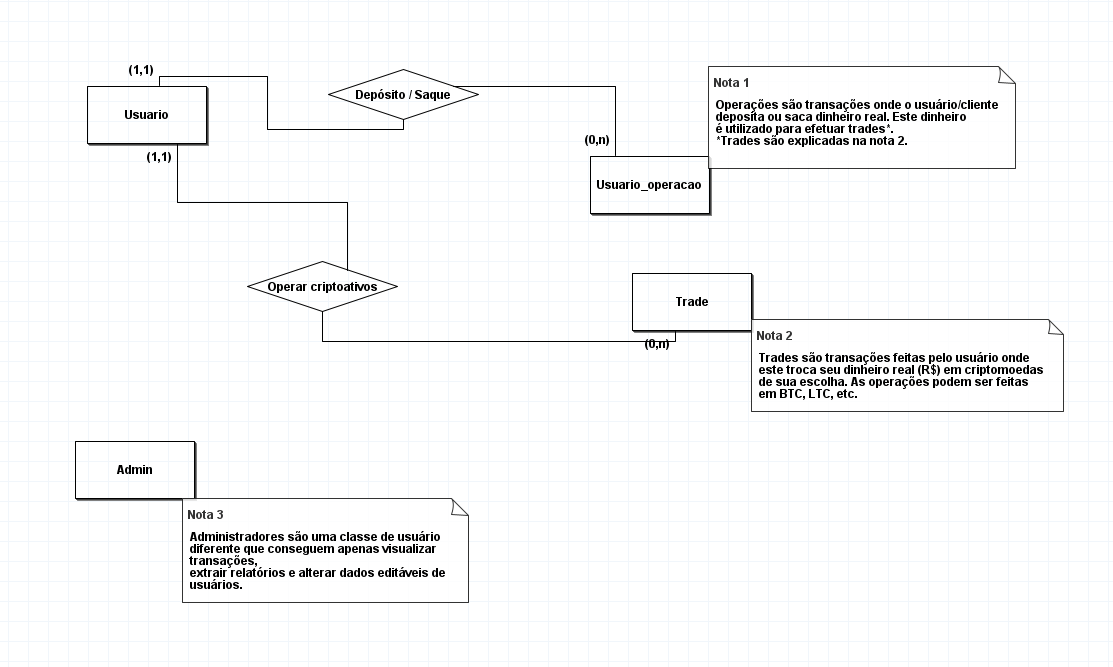 (1,1)
Usuario
(1,1)
Depósito / Saque
(0,n)
Usuario_operacao
Nota 1
Operações são transações onde o usuário/cliente
deposita ou saca dinheiro real. Este dinheiro
é utilizado para efetuar trades*.
*Trades são explicadas na nota 2.
Operar criptoativos
Trade
(0,n)
Nota 2
Trades são transações feitas pelo usuário onde
este troca seu dinheiro real (R$) em criptomoedas
de sua escolha. As operações podem ser feitas
em BTC, LTC, etc.
Admin
Nota 3
Administradores são uma classe de usuário
diferente que conseguem apenas visualizar
transações,
extrair relatórios e alterar dados editáveis de
usuários.